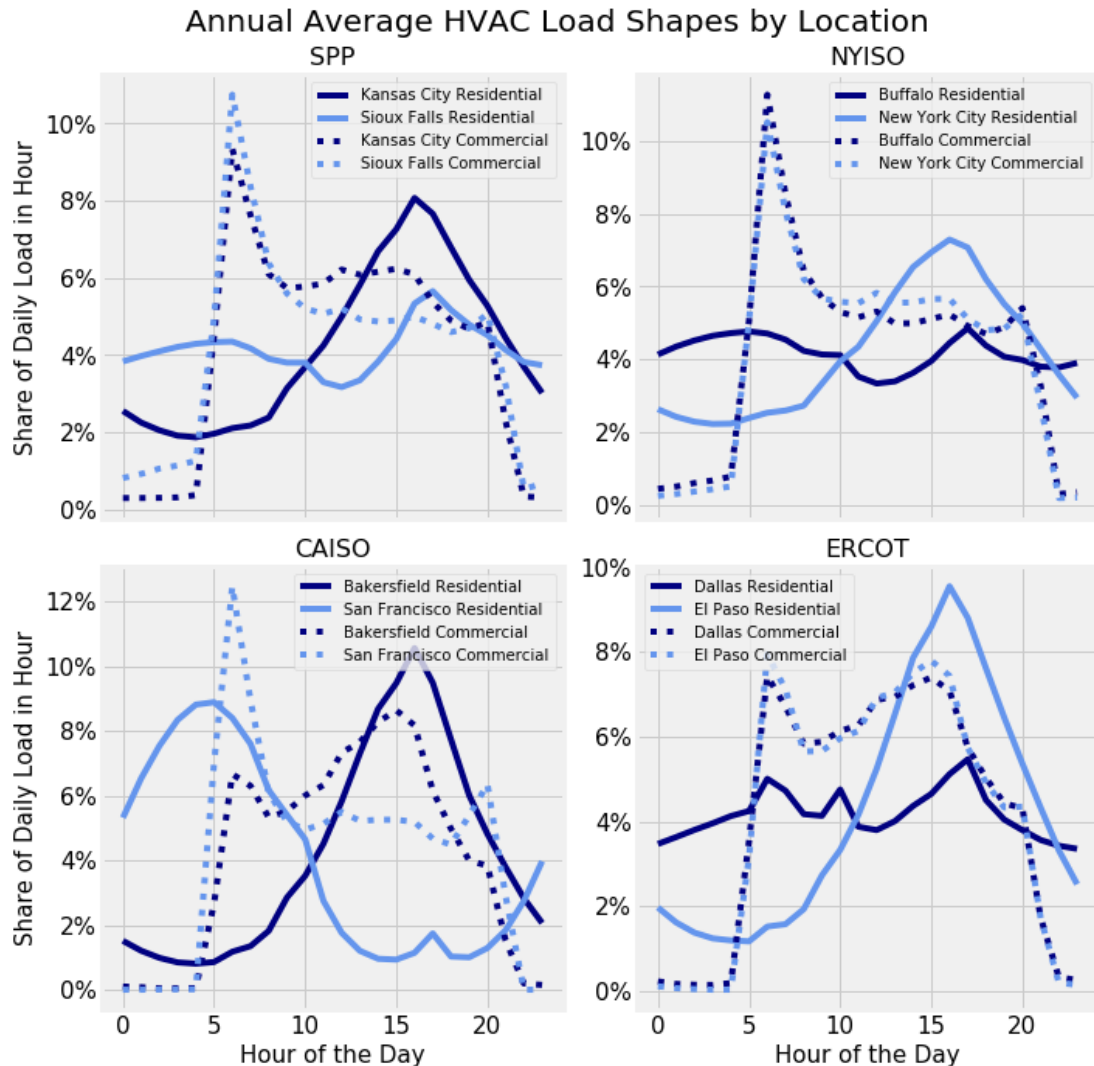 Annual Average HVAC Load Shapes by Location
SPP
Share of Daily Load in Hour
10%
8%
6%
4%
2%
0%
Kansas City Residential
Sioux Falls Residential
Kansas City Commercial
Sioux Falls Commercial
NYISO
10%
8%
6%
4%
2%
0%
Buffalo Residential
New York City Residential
Buffalo Commercial
New York City Commercial
CAISO
Share of Daily Load in Hour
12%
10%
8%
6%
4%
2%
0%
Bakersfield Residential
San Francisco Residential
Bakersfield Commercial
San Francisco Commercial
0 5 10 15 20
Hour of the Day
ERCOT
10%
8%
6%
4%
2%
0%
Dallas Residential
El Paso Residential
Dallas Commercial
El Paso Commercial
0 5 10 15 20
Hour of the Day